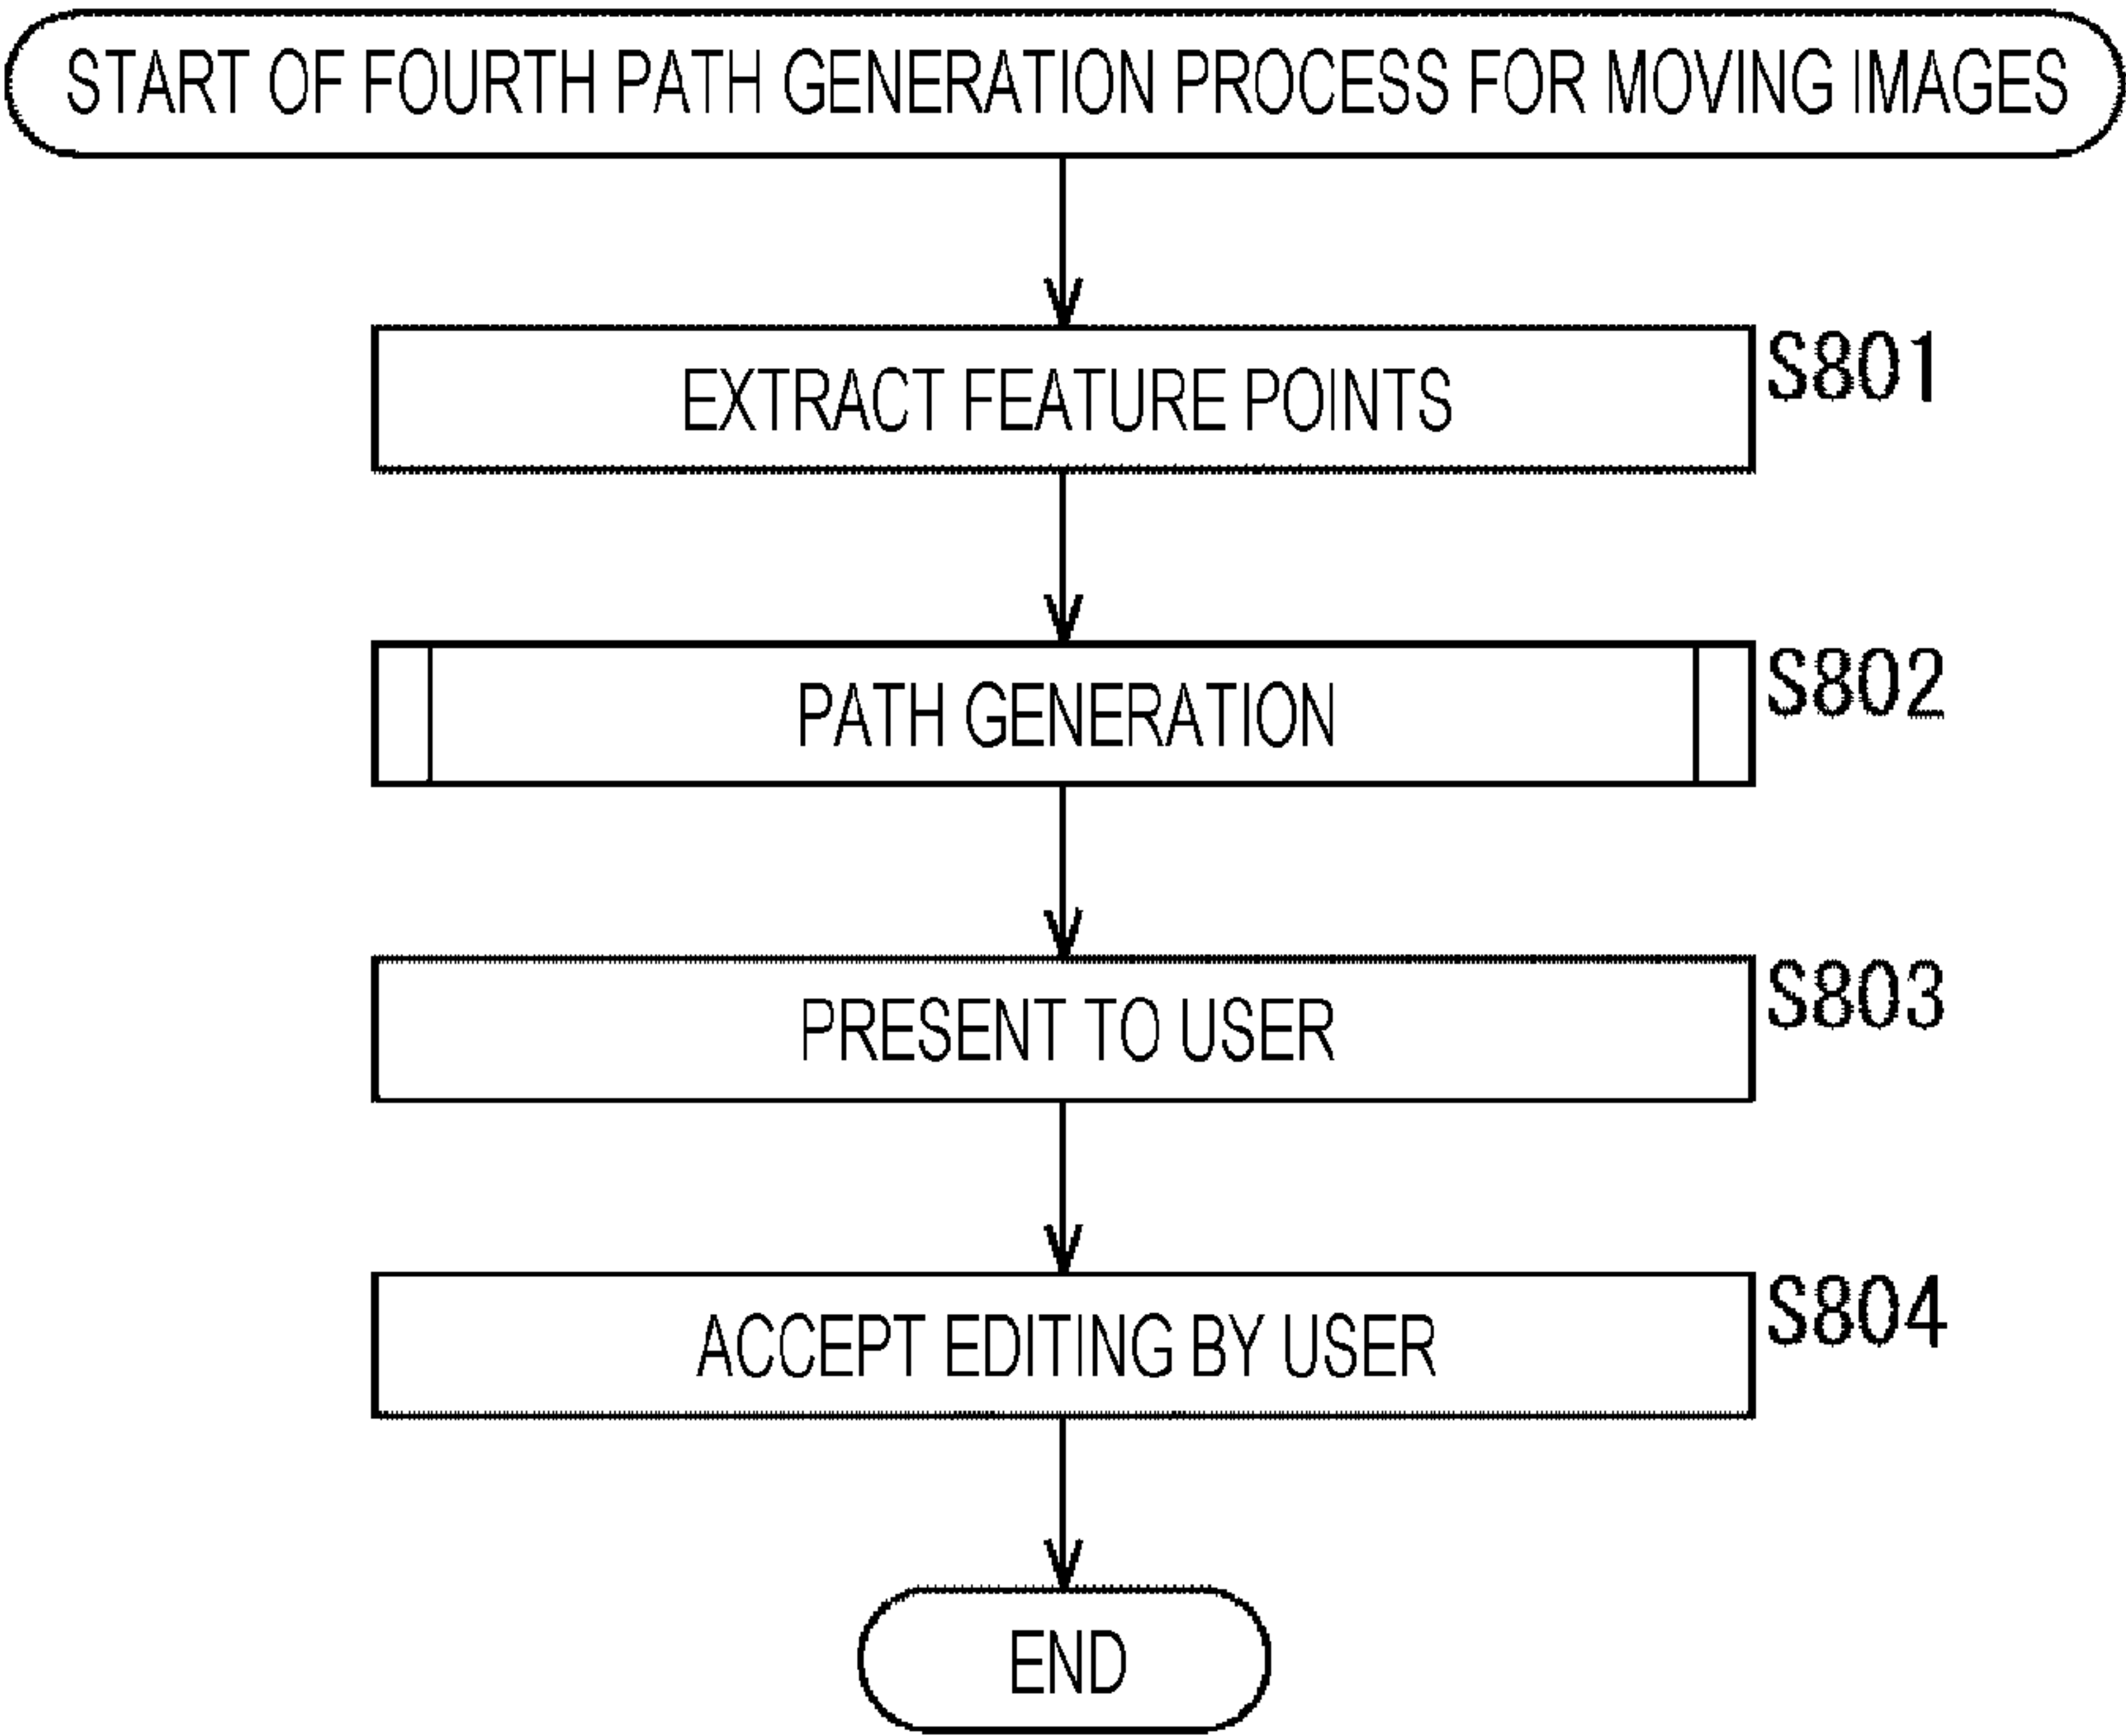 START OF FOURTH PATH GENERATION PROCESS FOR MOVING IMAGES
EXTRACT FEATURE POINTS
S801
PATH GENERATION
S802
PRESENT TO USER
S803
ACCEPT EDITING BY USER
S804
END